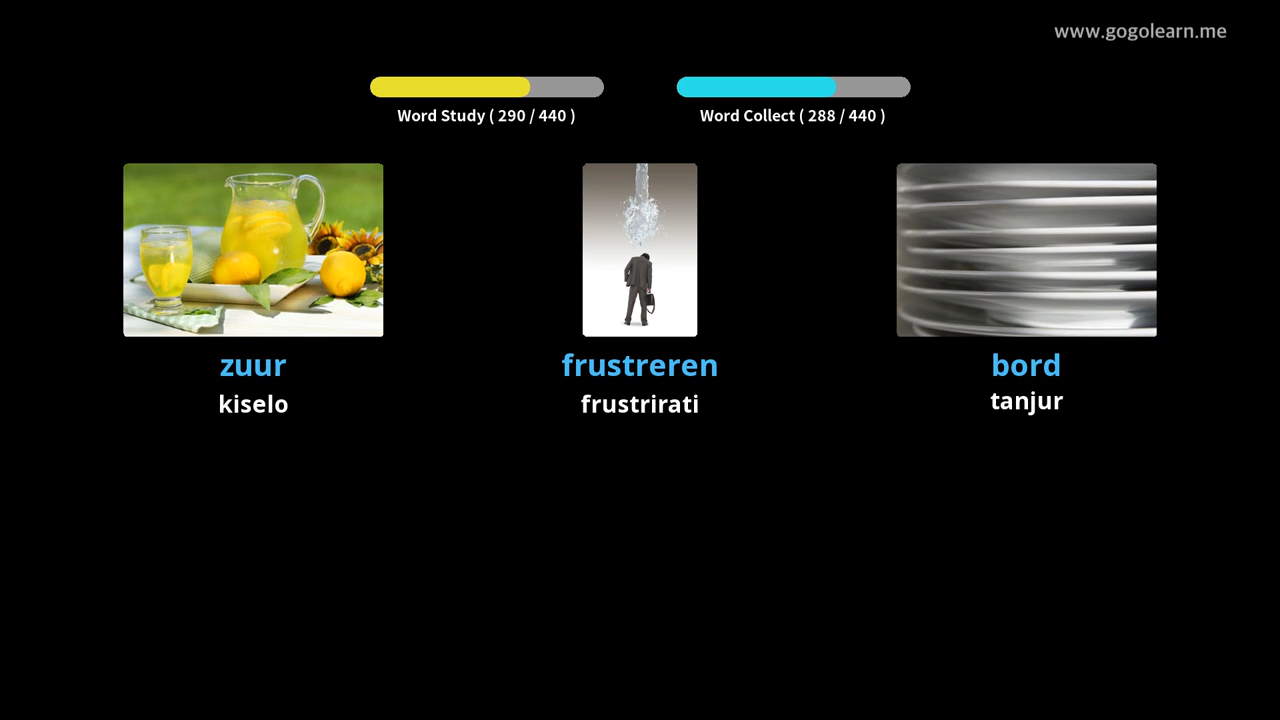 www.gogolearn.me
Word Study ( 290 / 440 )
Word Collect ( 288 / 440 )
zuur
kiselo
frustreren
frustrirati
bord
tanjur